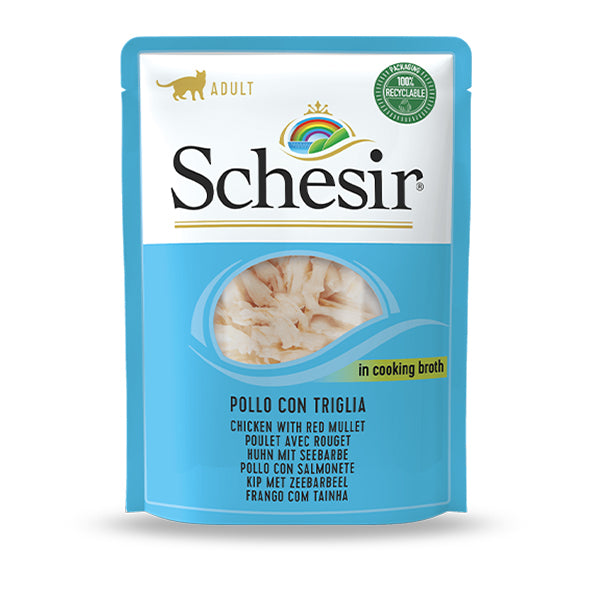 ADULT
PACKAGING
100%
RECYCLABLE
Schesir®
in cooking broth
POLLO CON TRIGLIA
CHICKEN WITH RED MULLET
POULET AVEC ROUGET
HUHN MIT SEEBARBE
POLLO CON SALMONETE
KIP MET ZEEBARBEEL
FRANGO COM TAINHA